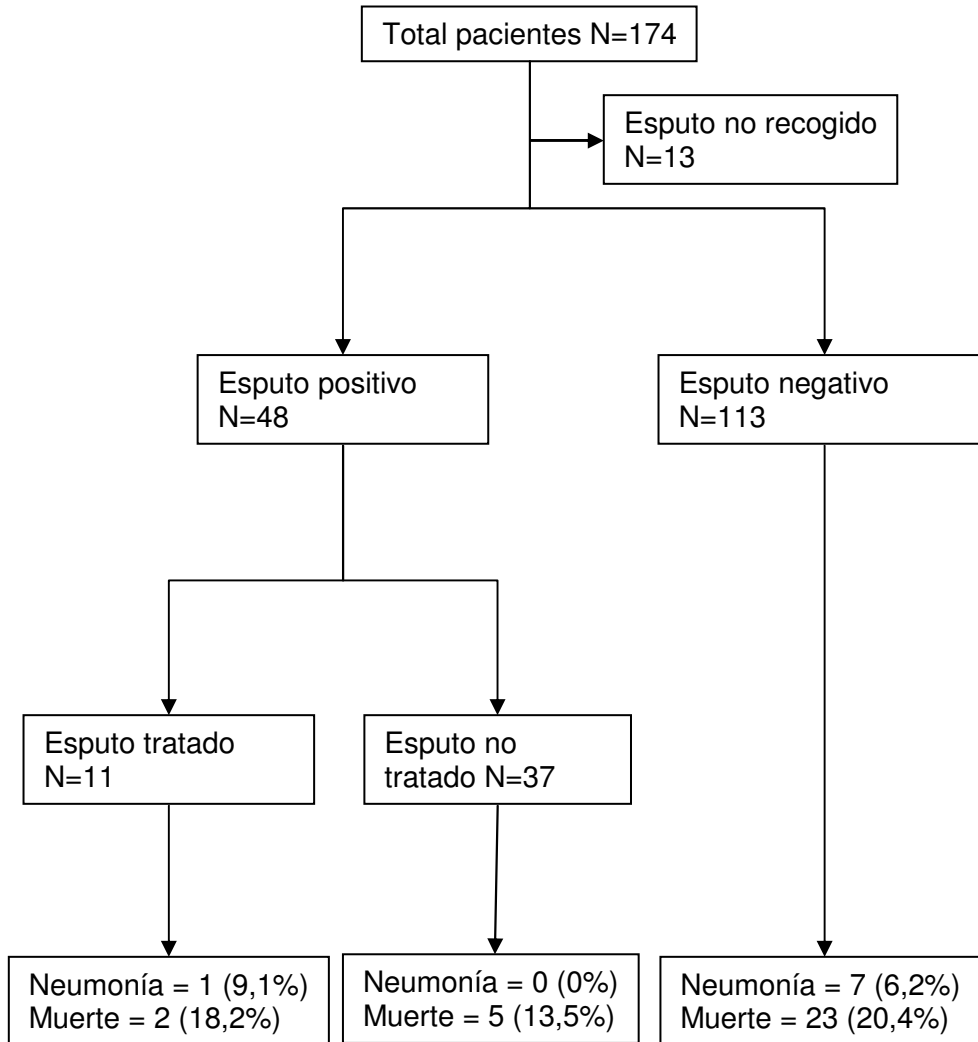 Total pacientes N=174
Esputo no recogido
N=13
Esputo positivo
N=48
Esputo negativo
N=113
Esputo tratado
N=11
Esputo no
tratado N=37
Neumonía = 1 (9,1%)
Muerte = 2 (18,2%)
Neumonía = 0 (0%)
Muerte = 5 (13,5%)
Neumonía = 7 (6,2%)
Muerte = 23 (20,4%)